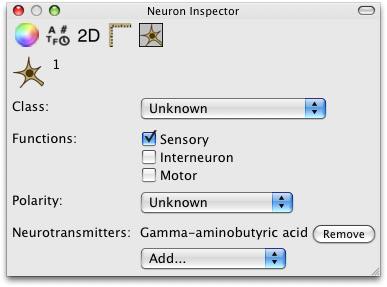 Neuron Inspector
A # T F 2D
1
Class: Unknown
Functions: Sensory
Interneuron
Motor
Polarity: Unknown
Neurotransmitters: Gamma-aminobutyric acid Remove
Add...